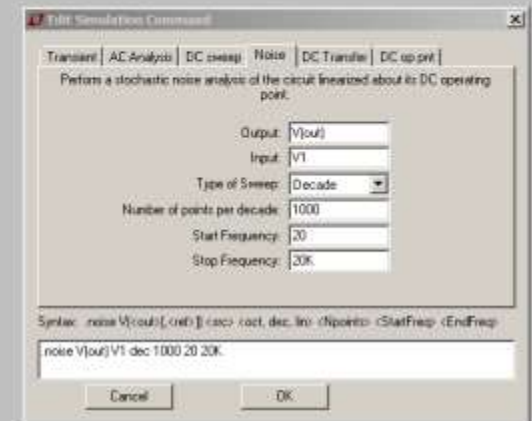 Edit Simulation Command
Transient AC Analysis DC sweep Noise DC Transfer DC op pnt
Perform a stochastic noise analysis of the circuit linearized about its DC operating
point.
Output: V(out)
Input: V1
Type of Sweep: Decade
Number of points per decade: 1000
Start Frequency: 20
Stop Frequency: 20K
Syntax: .noise V(<out>[,<ref>]) <src> <oct, dec, lin> <Npoints> <StartFreq> <EndFreq>
.noise V(out) V1 dec 1000 20 20K
Cancel OK